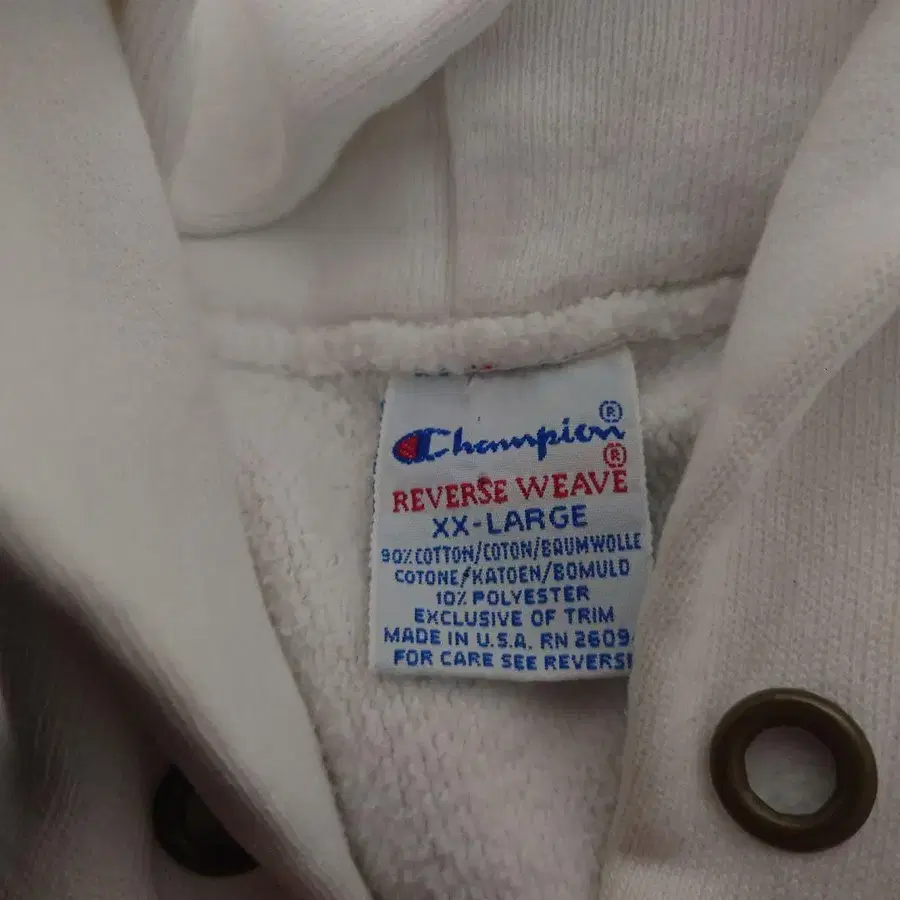 Champion®
REVERSE WEAVE®
XX-LARGE
90% COTTON/COTON/BAUMWOLLE
COTONE/KATOEN/BOMULD
10% POLYESTER
EXCLUSIVE OF TRIM
MADE IN U.S.A. RN 2609
FOR CARE SEE REVERS